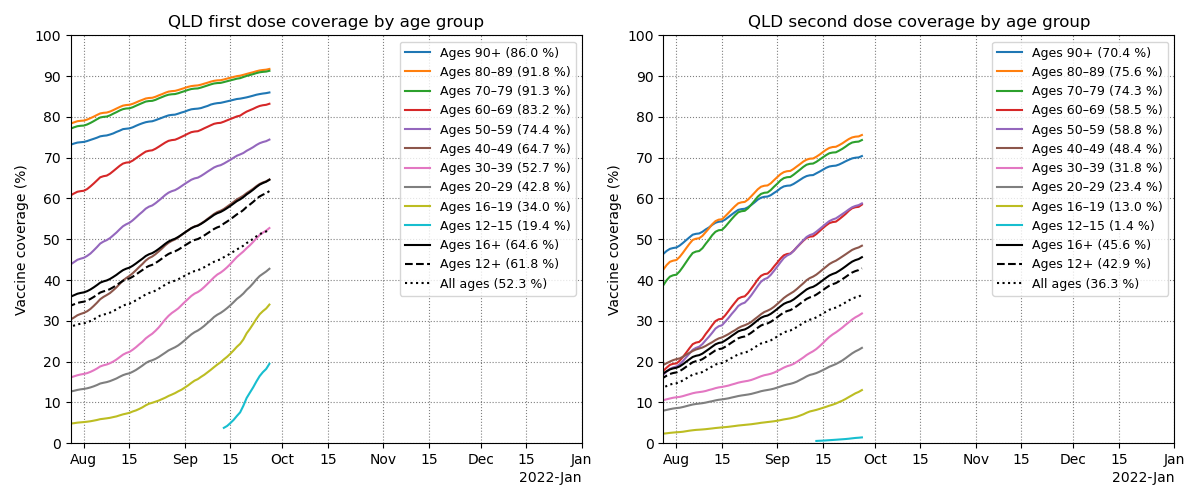 QLD first dose coverage by age group
Vaccine coverage (%)
100
90
80
70
60
50
40
30
20
10
0
Ages 90+ (86.0 %)
Ages 80–89 (91.8 %)
Ages 70–79 (91.3 %)
Ages 60–69 (83.2 %)
Ages 50–59 (74.4 %)
Ages 40–49 (64.7 %)
Ages 30–39 (52.7 %)
Ages 20–29 (42.8 %)
Ages 16–19 (34.0 %)
Ages 12–15 (19.4 %)
Ages 16+ (64.6 %)
Ages 12+ (61.8 %)
All ages (52.3 %)
Aug 15 Sep 15 Oct 15 Nov 15 Dec 15 Jan
2022-Jan
QLD second dose coverage by age group
Vaccine coverage (%)
100
90
80
70
60
50
40
30
20
10
0
Ages 90+ (70.4 %)
Ages 80–89 (75.6 %)
Ages 70–79 (74.3 %)
Ages 60–69 (58.5 %)
Ages 50–59 (58.8 %)
Ages 40–49 (48.4 %)
Ages 30–39 (31.8 %)
Ages 20–29 (23.4 %)
Ages 16–19 (13.0 %)
Ages 12–15 (1.4 %)
Ages 16+ (45.6 %)
Ages 12+ (42.9 %)
All ages (36.3 %)
Aug 15 Sep 15 Oct 15 Nov 15 Dec 15 Jan
2022-Jan